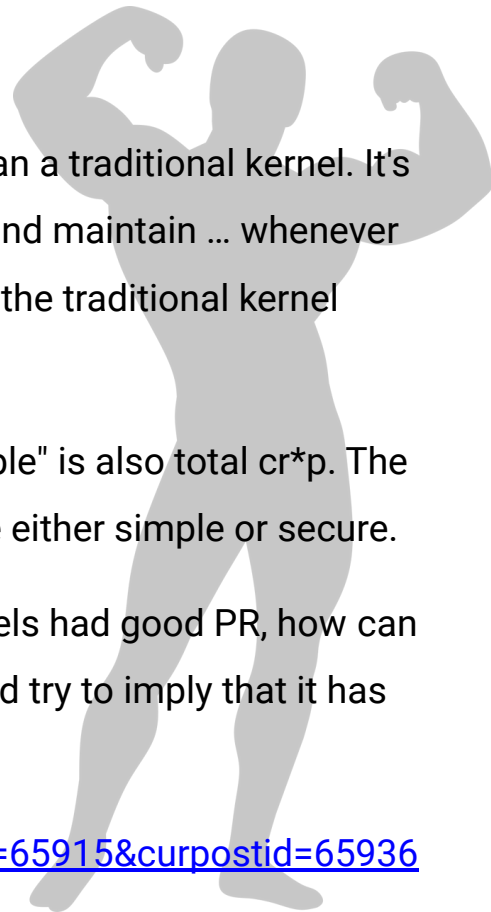 an a traditional kernel. It's
nd maintain … whenever
the traditional kernel
ple" is also total cr*p. The
either simple or secure.
els had good PR, how can
d try to imply that it has
=65915&curpostid=65936